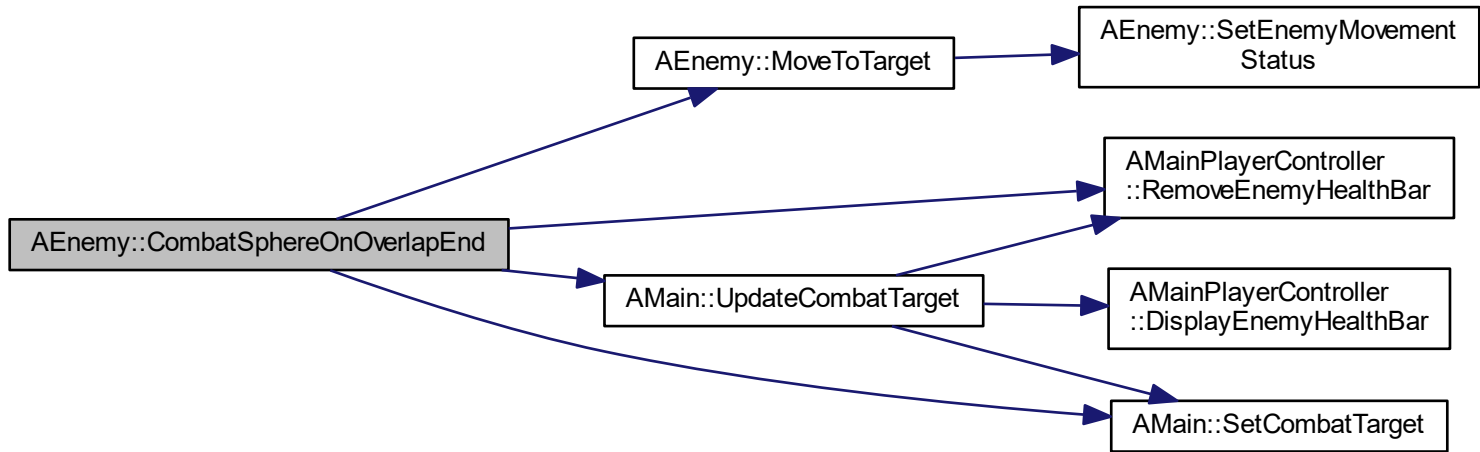 AEnemy::MoveToTarget
AEnemy::SetEnemyMovement
Status
AMainPlayerController
::RemoveEnemyHealthBar
AEnemy::CombatSphereOnOverlapEnd
AMain::UpdateCombatTarget
AMainPlayerController
::DisplayEnemyHealthBar
AMain::SetCombatTarget